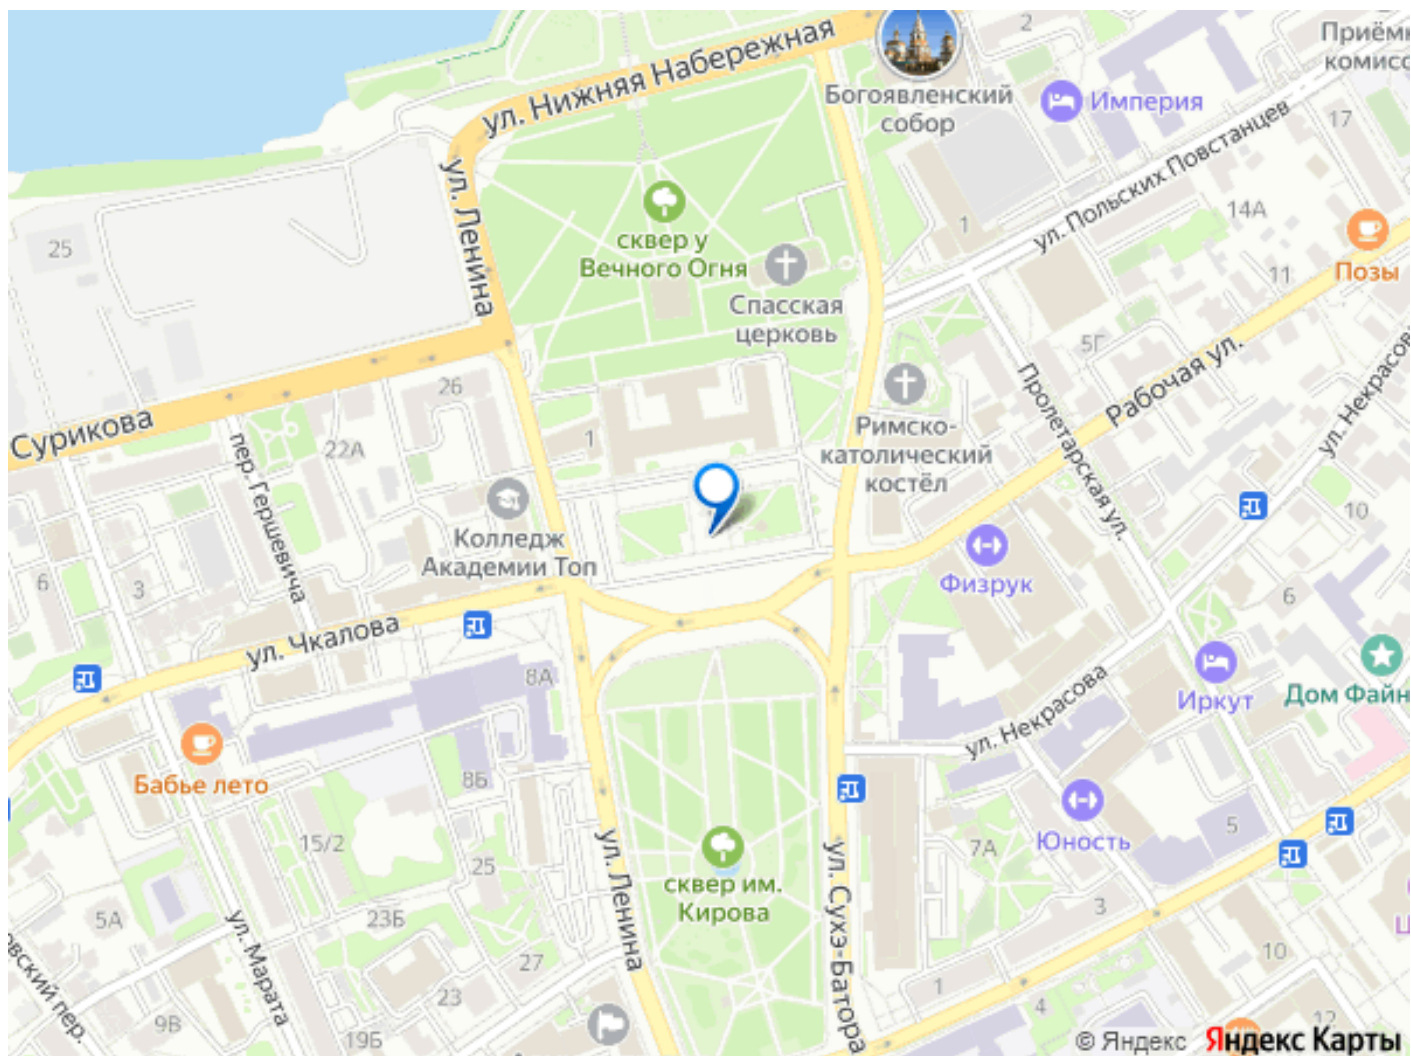 2
Приём
комисс
ул. Нижняя Набережная
Богоявленский
собор
Империя
17
ул. Польских Повстанцев
ул. Ленина
25
сквер у
Вечного Огня
1
14А
Позы
11
Спасская
церковь
5Г
Рабочая ул.
ул. Некрасова
Пролетарская ул.
26
Сурикова
22А
пер. Гершевича
1
Римско-
католический
костёл
10
Колледж
Академии Топ
6
3
Физрук
6
ул. Чкалова
8А
Иркут
Дом Файн
ул. Некрасова
Бабье лето
8Б
15/2
25
ул. Ленина
сквер им.
Кирова
ул. Сухэ-Батора
7А
Юность
5
5А
23Б
3
ул. Марата
27
23
10
Ц
овский пер.
9В
19Б
1
4
12
© Яндекс Яндекс Карты